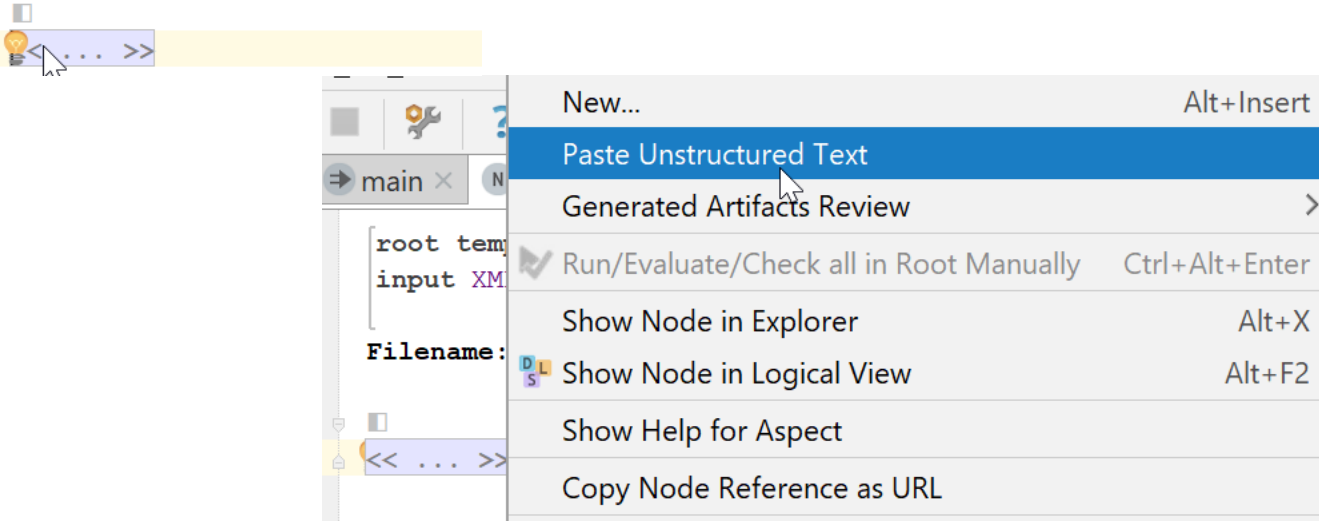 < ... >>
New... Alt+Insert
Paste Unstructured Text
main × N
Generated Artifacts Review
root temp
Run/Evaluate/Check all in Root Manually Ctrl+Alt+Enter
input XM
Show Node in Explorer Alt+X
Filename:
Show Node in Logical View Alt+F2
Show Help for Aspect
<< ... >>
Copy Node Reference as URL